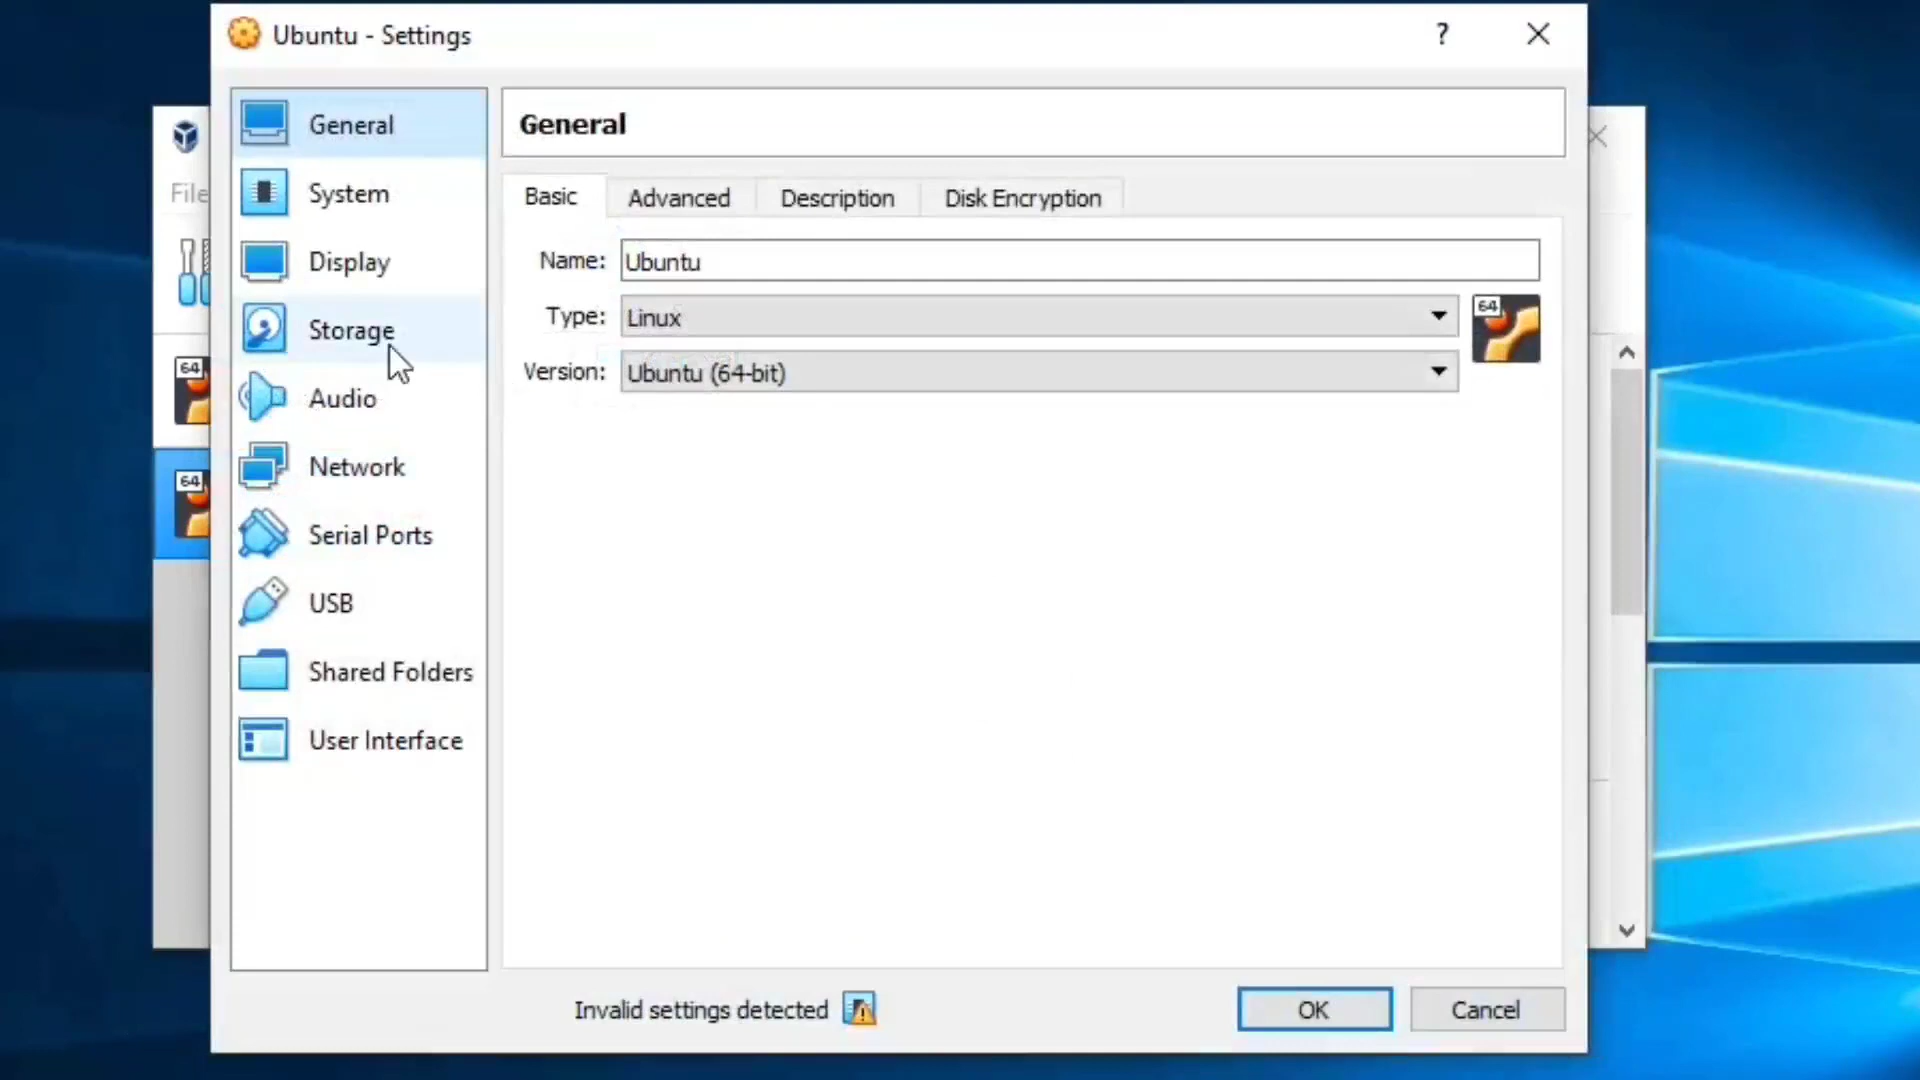 Ubuntu - Settings
?
File
General
System
Display
Storage
Audio
Network
Serial Ports
USB
Shared Folders
User Interface
General
Basic
Advanced
Description
Disk Encryption
Name: Ubuntu
Type: Linux
64
Version: Ubuntu (64-bit)
64
64
Invalid settings detected
OK
Cancel